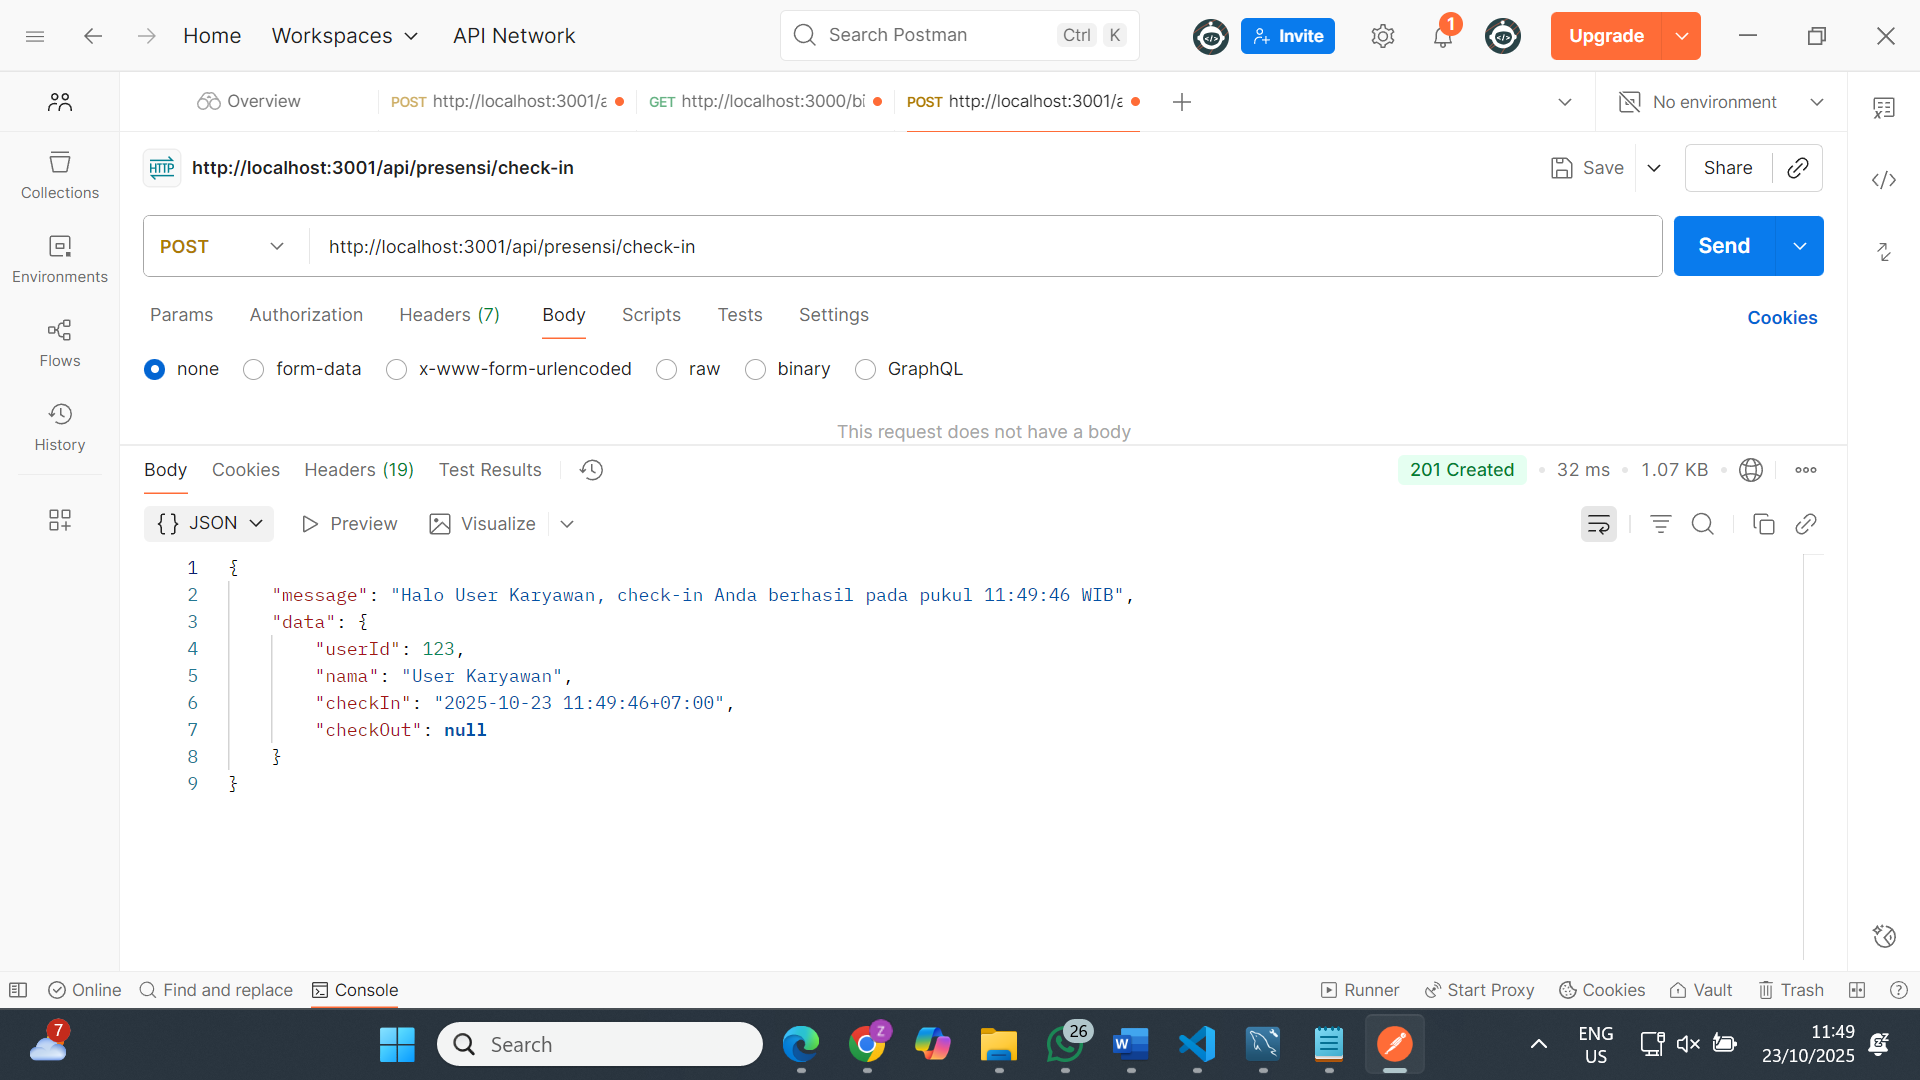 Home
Workspaces
API Network
Search Postman
Ctrl K
Invite
1
Upgrade
Overview
POST http://localhost:3001/a
GET http://localhost:3000/bi
POST http://localhost:3001/a
No environment
Collections
Environments
Flows
History
HTTP
http://localhost:3001/api/presensi/check-in
Save
Share
POST
http://localhost:3001/api/presensi/check-in
Send
Params
Authorization
Headers (7)
Body
Scripts
Tests
Settings
Cookies
none
form-data
x-www-form-urlencoded
raw
binary
GraphQL
This request does not have a body
Body
Cookies
Headers (19)
Test Results
201 Created
32 ms
1.07 KB
{} JSON
Preview
Visualize
1 {
2 "message": "Halo User Karyawan, check-in Anda berhasil pada pukul 11:49:46 WIB",
3 "data": {
4 "userId": 123,
5 "nama": "User Karyawan",
6 "checkIn": "2025-10-23 11:49:46+07:00",
7 "checkOut": null
8 }
9 }
Online
Find and replace
Console
Runner
Start Proxy
Cookies
Vault
Trash
7
Search
Z
26
W
ENG
US
11:49
23/10/2025